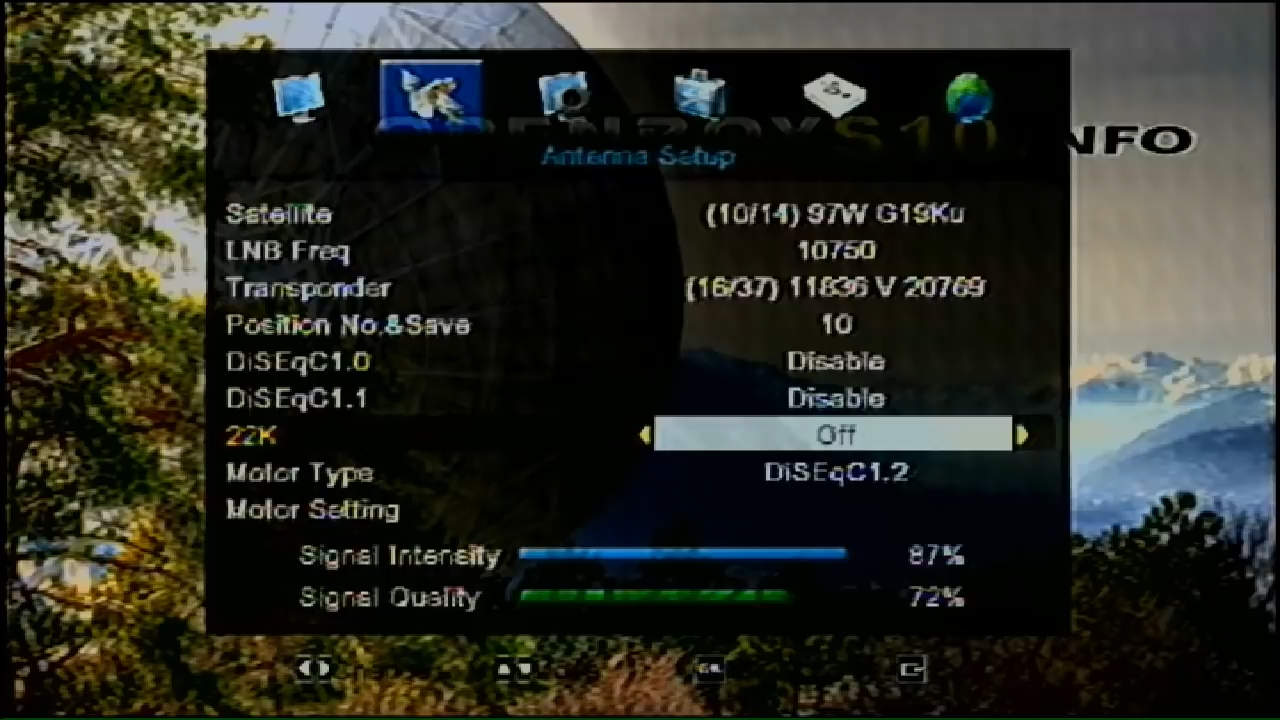 OPENBOXS10.INFO
Antenna Setup
Satellite (10/14) 97W G19Ku
LNB Freq 10750
Transponder (16/37) 11836 V 20769
Position No.&Save 10
DiSEqC1.0 Disable
DiSEqC1.1 Disable
22K Off
Motor Type DiSEqC1.2
Motor Setting
Signal Intensity 87%
Signal Quality 72%